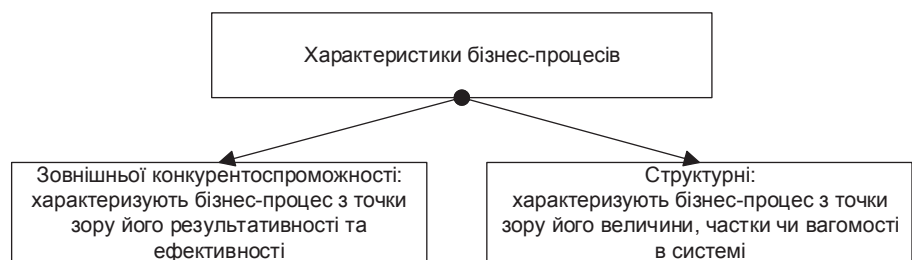 Характеристики бізнес-процесів
Зовнішньої конкурентоспроможності:
характеризують бізнес-процес з точки
зору його результативності та
ефективності
Структурні:
характеризують бізнес-процес з точки
зору його величини, частки чи вагомості
в системі